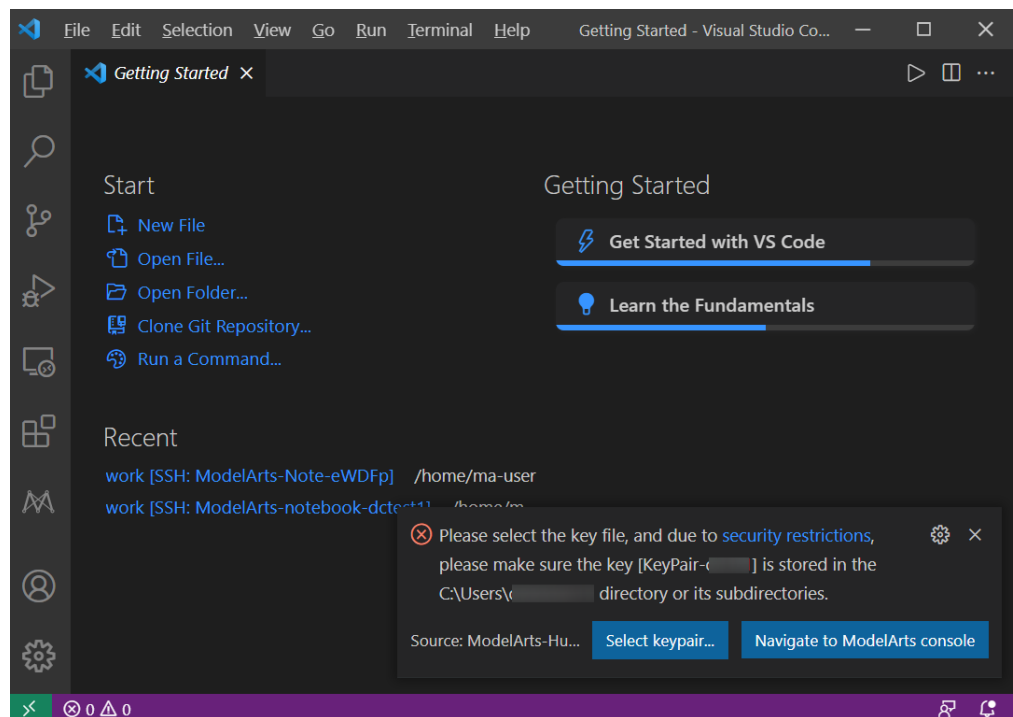 File Edit Selection View Go Run Terminal Help Getting Started - Visual Studio Co...
Getting Started
Start
New File
Open File...
Open Folder...
Clone Git Repository...
Run a Command...
Getting Started
Get Started with VS Code
Learn the Fundamentals
Recent
work [SSH: ModelArts-Note-eWDFp] /home/ma-user
work [SSH: ModelArts-notebook-dctest1] /home/m
Please select the key file, and due to security restrictions,
please make sure the key [KeyPair- ] is stored in the
C:\Users\ directory or its subdirectories.
Source: ModelArts-Hu... Select keypair... Navigate to ModelArts console
0 0